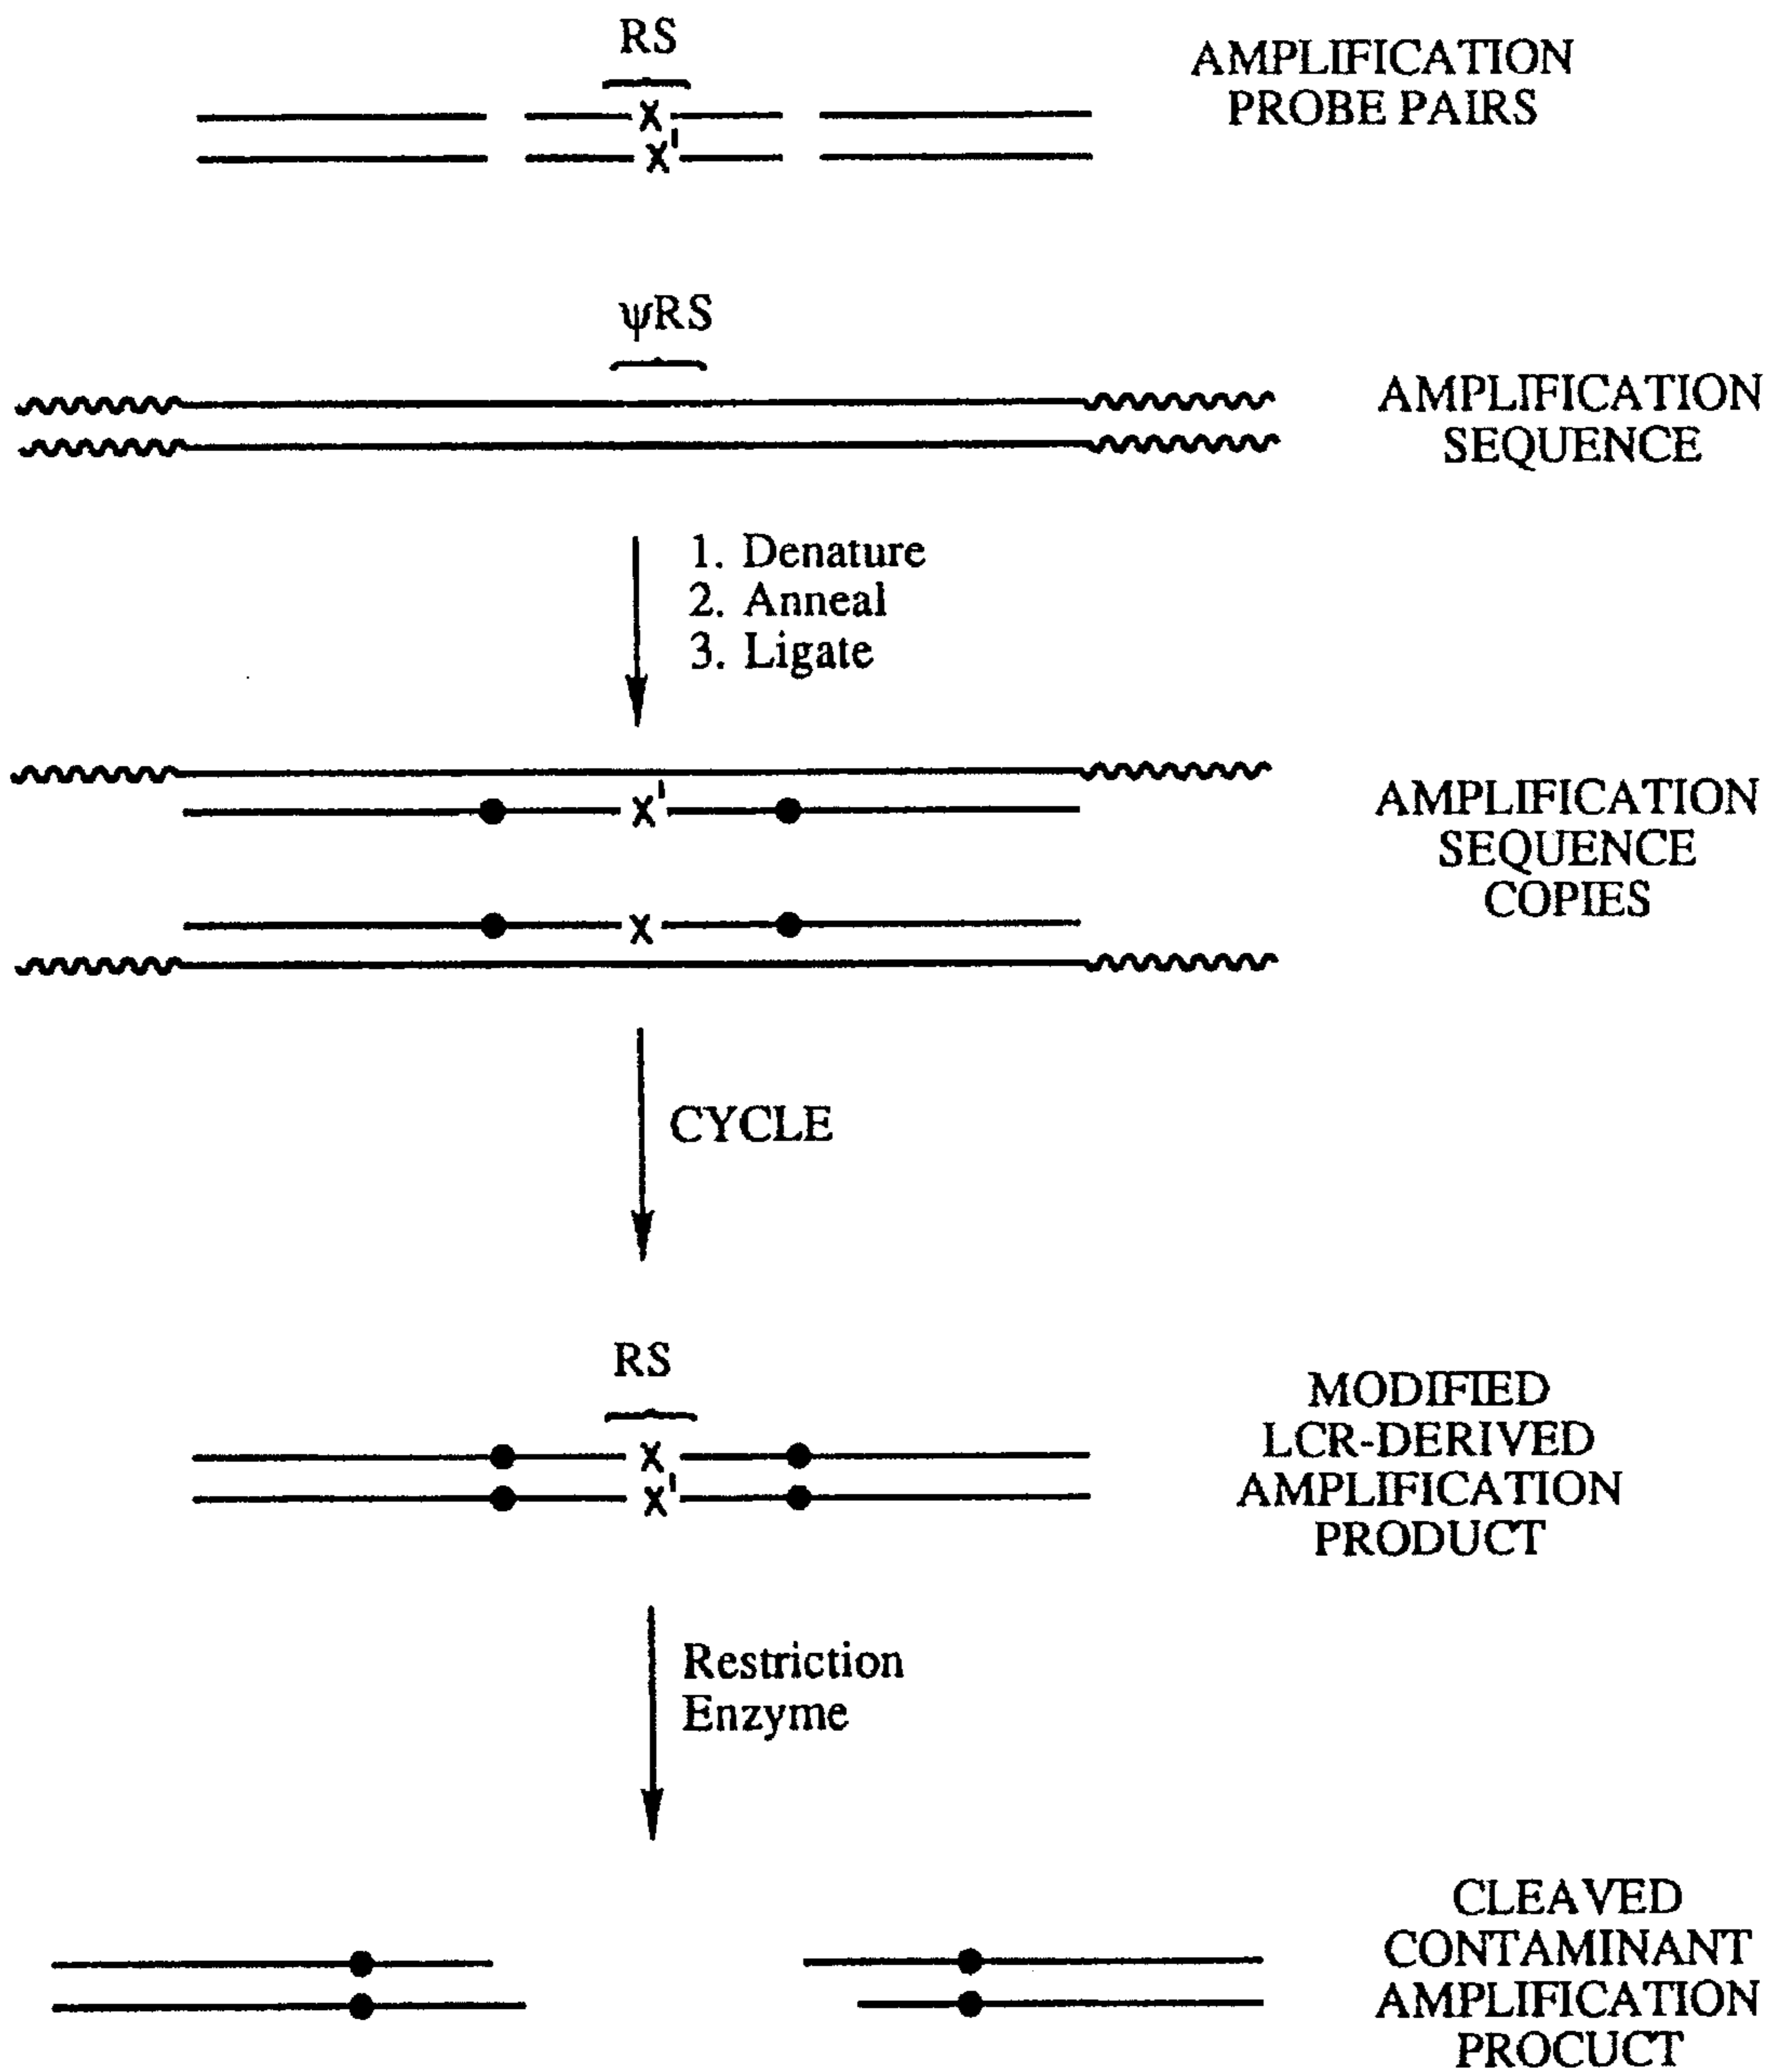 RS
AMPLIFICATION
PROBE PAIRS
X
X'
ψRS
AMPLIFICATION
SEQUENCE
1. Denature
2. Anneal
3. Ligate
X'
AMPLIFICATION
SEQUENCE
COPIES
X
CYCLE
RS
MODIFIED
LCR-DERIVED
AMPLIFICATION
PRODUCT
X
X'
Restriction
Enzyme
CLEAVED
CONTAMINANT
AMPLIFICATION
PROCUCT